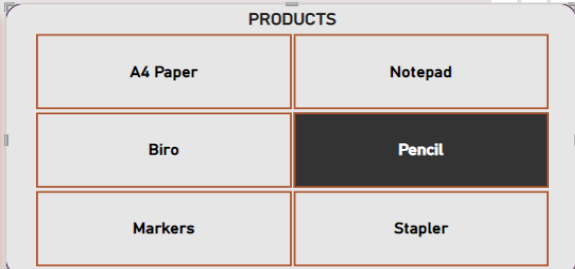 PRODUCTS
A4 Paper
Notepad
Biro
Pencil
Markers
Stapler